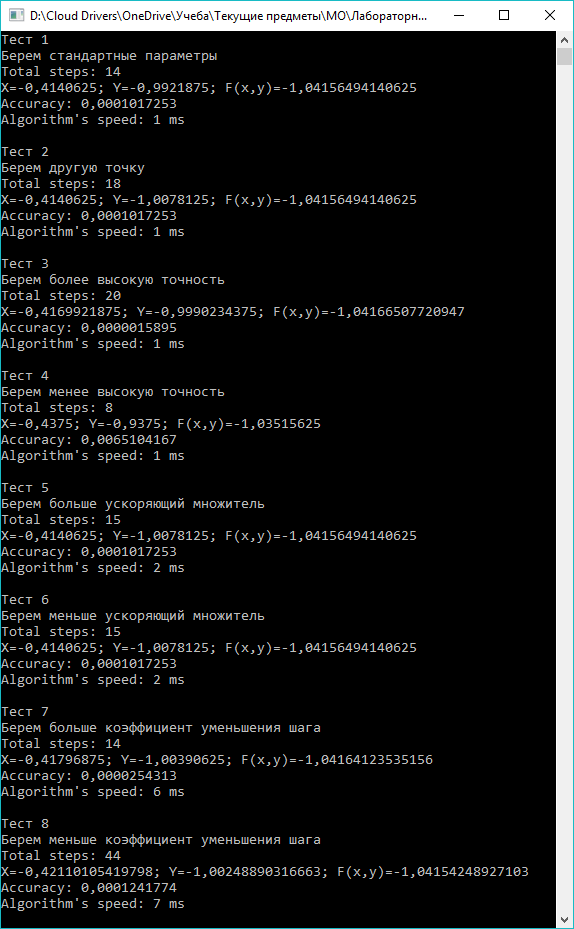 D:\Cloud Drivers\OneDrive\Учеба\Текущие предметы\МО\Лабораторн...
Тест 1
Берем стандартные параметры
Total steps: 14
X=-0,4140625; Y=-0,9921875; F(x,y)=-1,04156494140625
Accuracy: 0,0001017253
Algorithm's speed: 1 ms
Тест 2
Берем другую точку
Total steps: 18
X=-0,4140625; Y=-1,0078125; F(x,y)=-1,04156494140625
Accuracy: 0,0001017253
Algorithm's speed: 1 ms
Тест 3
Берем более высокую точность
Total steps: 20
X=-0,4169921875; Y=-0,9990234375; F(x,y)=-1,04166507720947
Accuracy: 0,0000015895
Algorithm's speed: 1 ms
Тест 4
Берем менее высокую точность
Total steps: 8
X=-0,4375; Y=-0,9375; F(x,y)=-1,03515625
Accuracy: 0,0065104167
Algorithm's speed: 1 ms
Тест 5
Берем больше ускоряющий множитель
Total steps: 15
X=-0,4140625; Y=-1,0078125; F(x,y)=-1,04156494140625
Accuracy: 0,0001017253
Algorithm's speed: 2 ms
Тест 6
Берем меньше ускоряющий множитель
Total steps: 15
X=-0,4140625; Y=-1,0078125; F(x,y)=-1,04156494140625
Accuracy: 0,0001017253
Algorithm's speed: 2 ms
Тест 7
Берем больше коэффициент уменьшения шага
Total steps: 14
X=-0,41796875; Y=-1,00390625; F(x,y)=-1,04164123535156
Accuracy: 0,0000254313
Algorithm's speed: 6 ms
Тест 8
Берем меньше коэффициент уменьшения шага
Total steps: 44
X=-0,42110105419798; Y=-1,00248890316663; F(x,y)=-1,04154248927103
Accuracy: 0,0001241774
Algorithm's speed: 7 ms